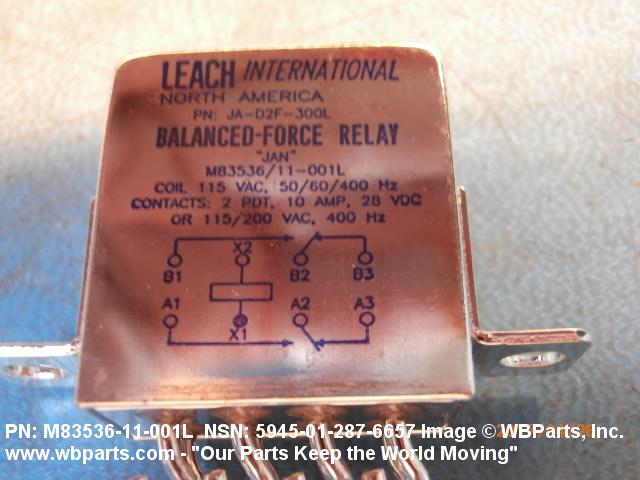 LEACH INTERNATIONAL
NORTH AMERICA
PN: JA-D2F-300L
BALANCED-FORCE RELAY
"JAN"
M83536/11-001L
COIL 115 VAC, 50/60/400 Hz
CONTACTS: 2 PDT, 10 AMP, 28 VDC
OR 115/200 VAC, 400 Hz
X2
B1 B2 B3
A1 A2 A3
X1
PN: M83536-11-001L NSN: 5945-01-287-6657 Image © WBParts, Inc.
www.wbparts.com - "Our Parts Keep the World Moving"